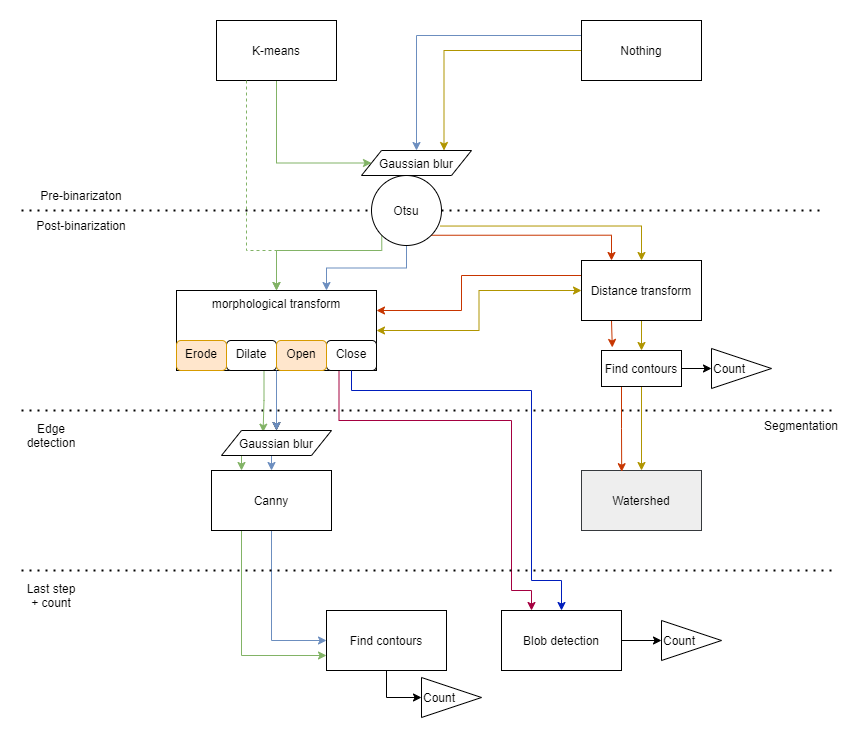 K-means
Nothing
Gaussian blur
Pre-binarizaton
Otsu
Post-binarization
Distance transform
morphological transform
Erode
Dilate
Open
Close
Find contours
Count
Edge
detection
Segmentation
Gaussian blur
Canny
Watershed
Last step
+ count
Find contours
Blob detection
Count
Count